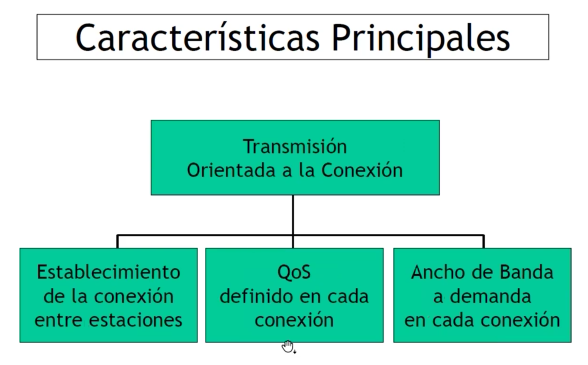 Características Principales
Transmisión
Orientada a la Conexión
Establecimiento
de la conexión
entre estaciones
QoS
definido en cada
conexión
Ancho de Banda
a demanda
en cada conexión